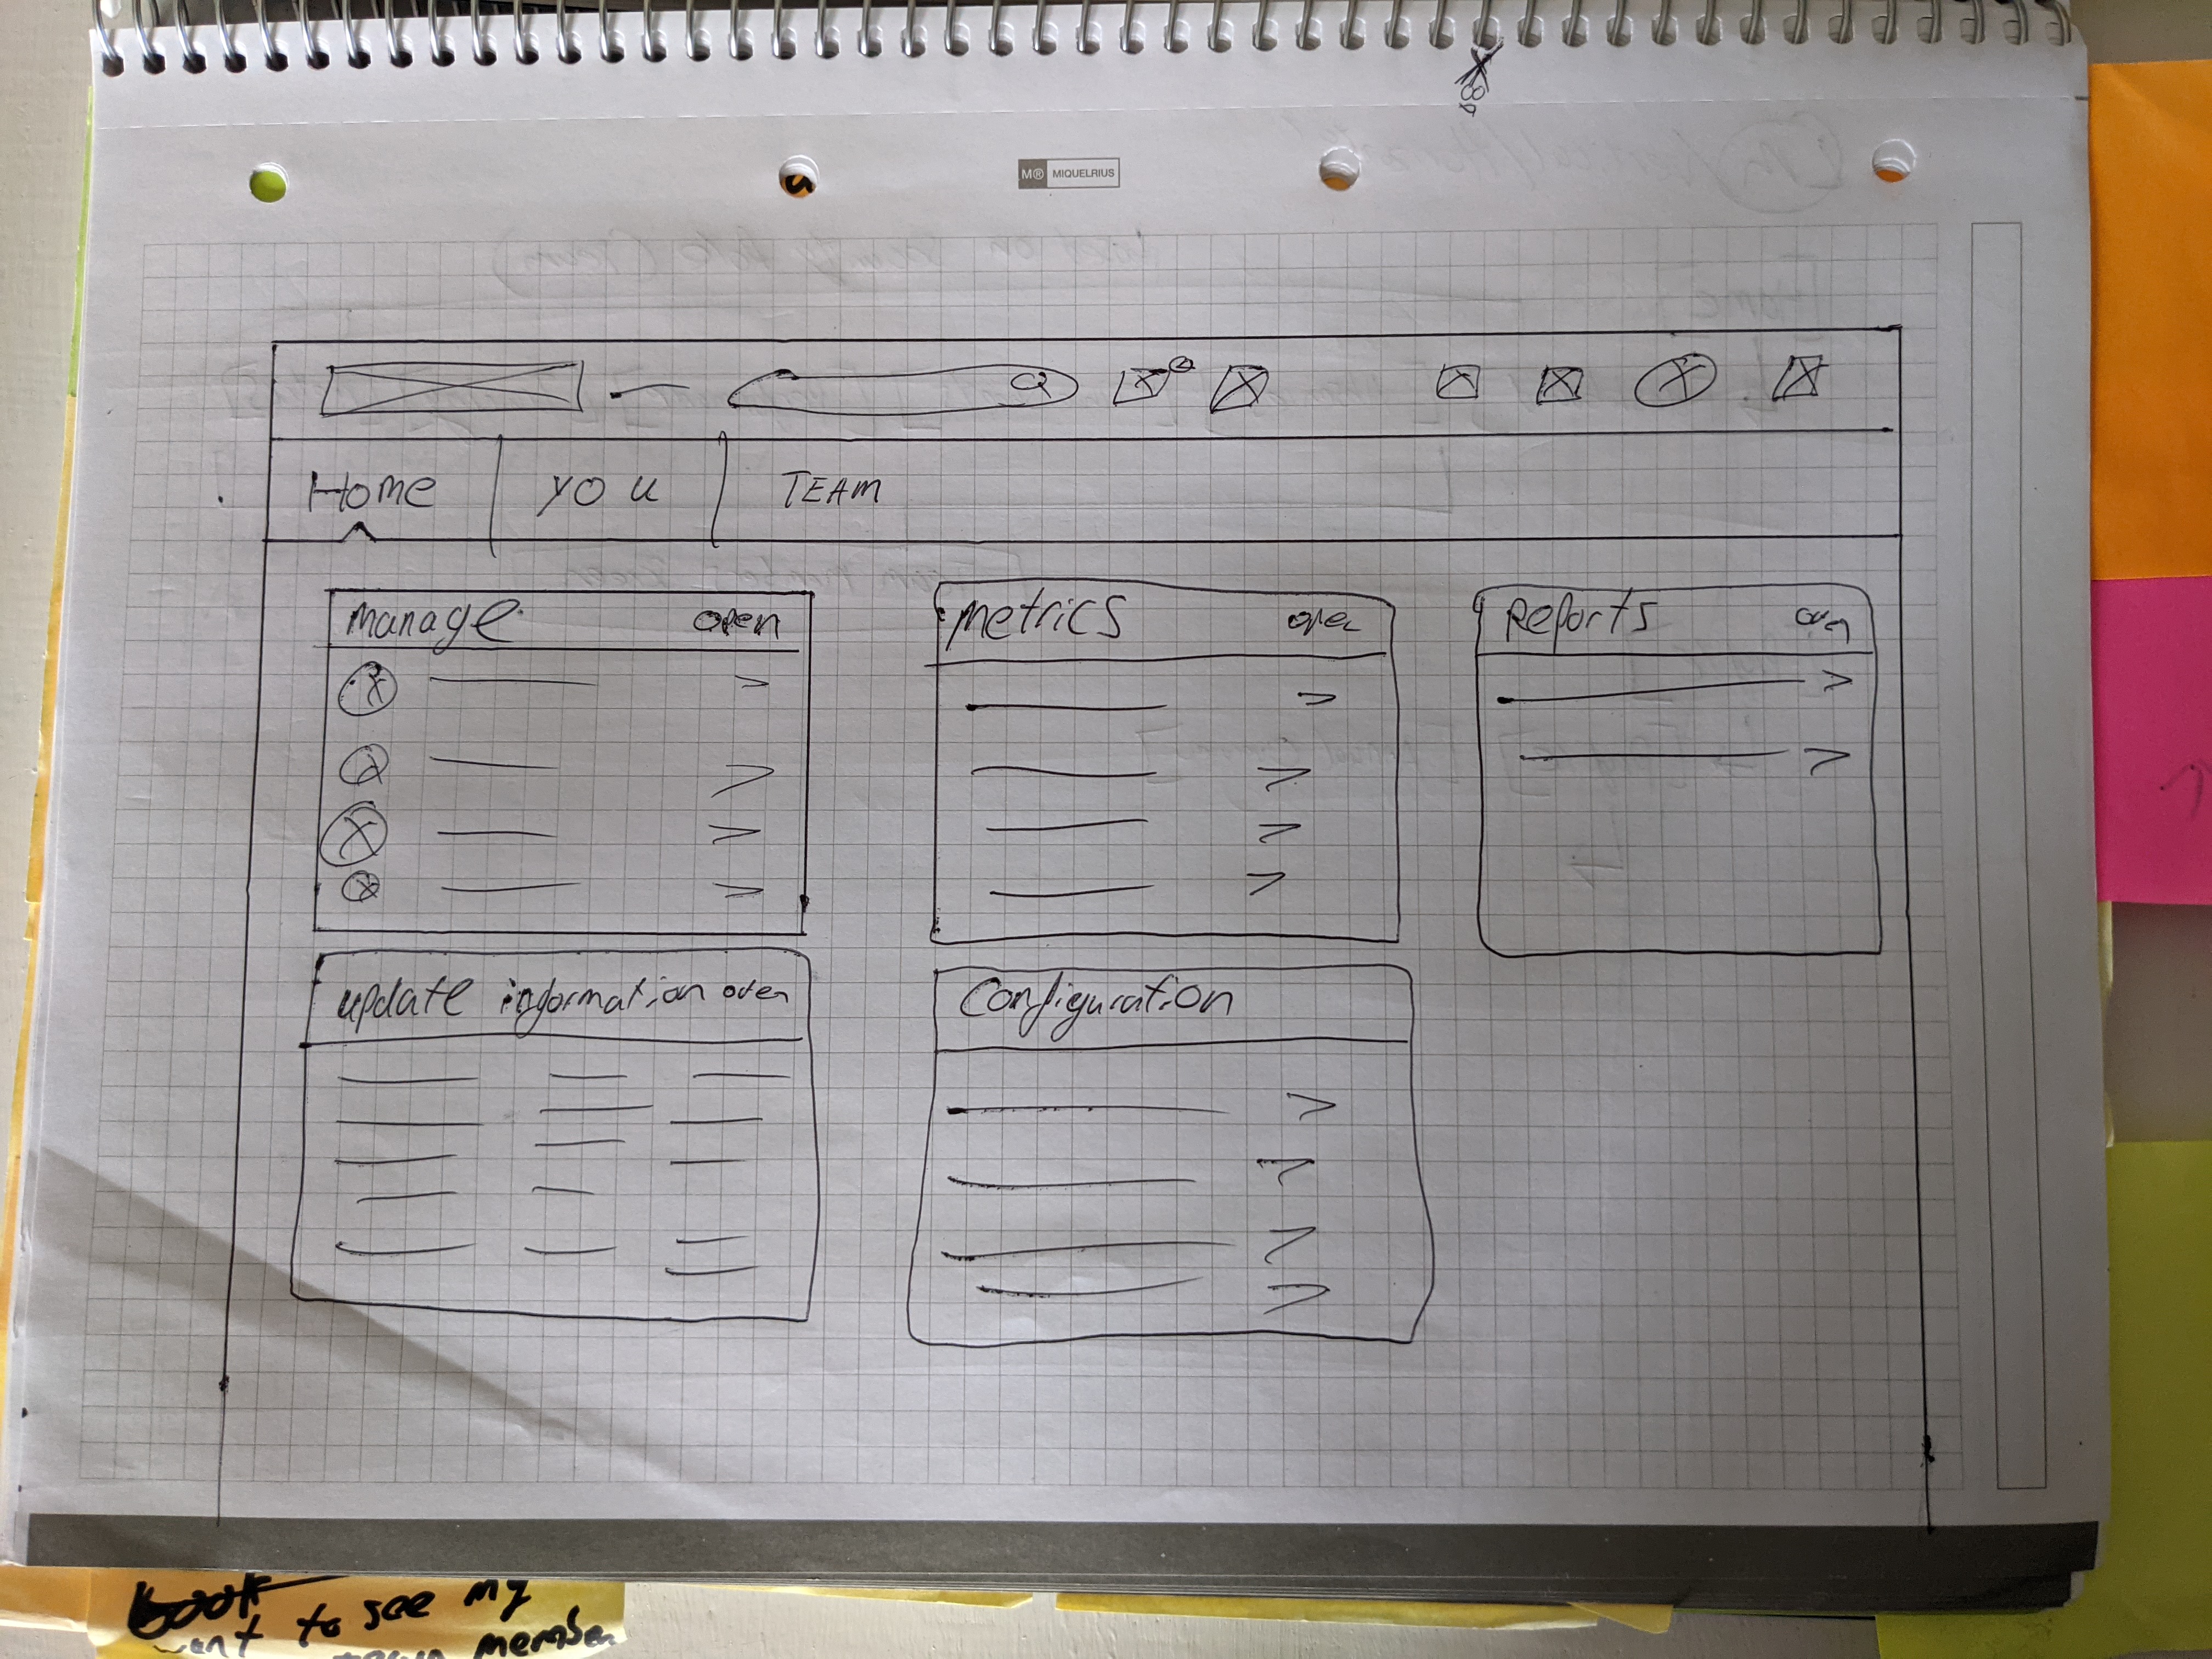 M® MIQUELRIUS
Home you TEAM
manage open
metrics open
Reports open
update information open
Configuration
book
want to see my
member